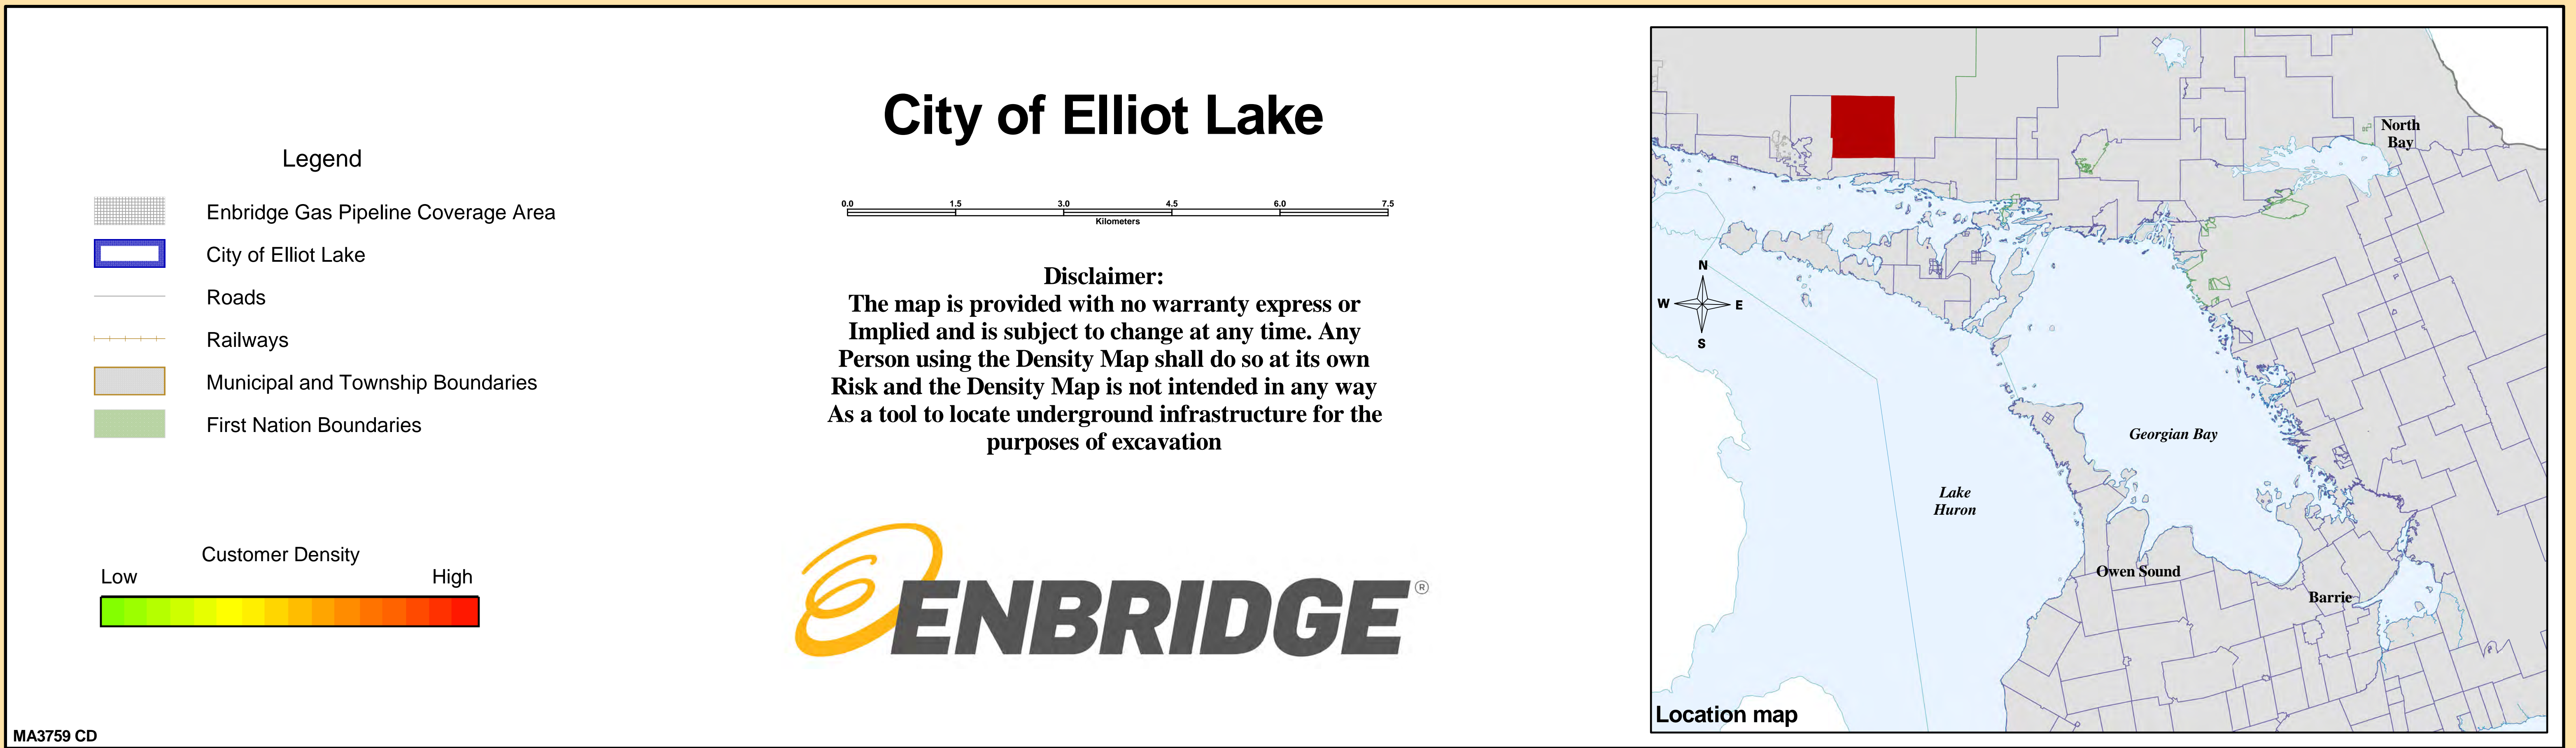 Legend
Enbridge Gas Pipeline Coverage Area
City of Elliot Lake
Roads
Railways
Municipal and Township Boundaries
First Nation Boundaries
Customer Density
Low High
MA3759 CD
City of Elliot Lake
0.0 1.5 3.0 4.5 6.0 7.5
Kilometers
Disclaimer:
The map is provided with no warranty express or
Implied and is subject to change at any time. Any
Person using the Density Map shall do so at its own
Risk and the Density Map is not intended in any way
As a tool to locate underground infrastructure for the
purposes of excavation
ENBRIDGE®
North
Bay
N
W E
S
Georgian Bay
Lake
Huron
Owen Sound
Barrie
Location map